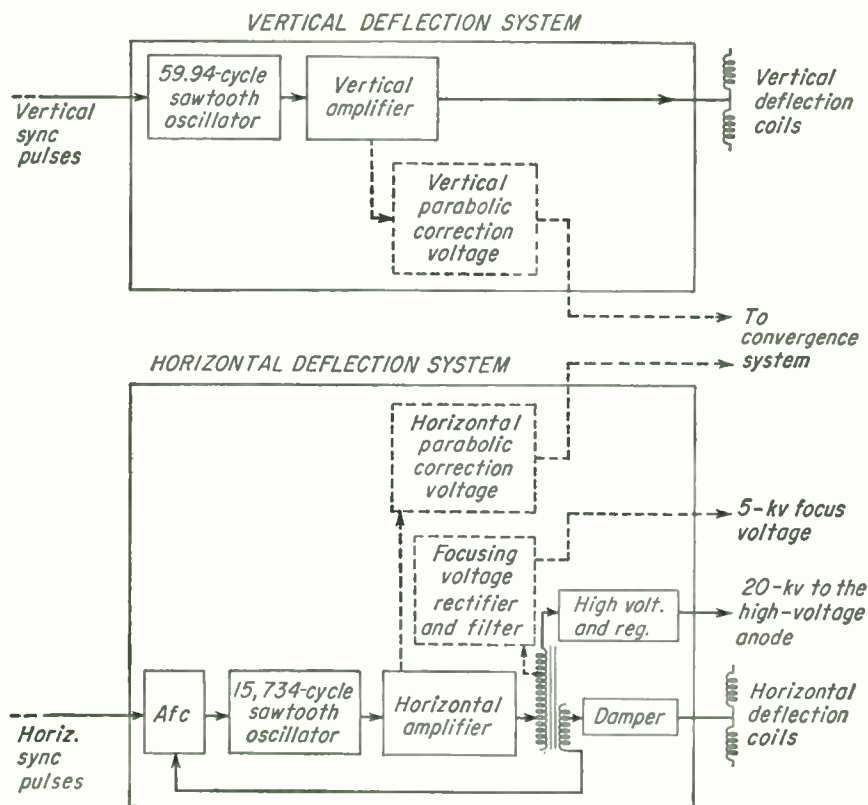 VERTICAL DEFLECTION SYSTEM
59.94-cycle
sawtooth
oscillator
Vertical
amplifier
Vertical
deflection
coils
Vertical
sync
pulses
Vertical
parabolic
correction
voltage
To
convergence
system
HORIZONTAL DEFLECTION SYSTEM
Horizontal
parabolic
correction
voltage
5-kv focus
voltage
Focusing
voltage
rectifier
and filter
High volt.
and reg.
20-kv to the
high-voltage
anode
Afc
15,734-cycle
sawtooth
oscillator
Horizontal
amplifier
Damper
Horizontal
deflection
coils
Horiz.
sync
pulses